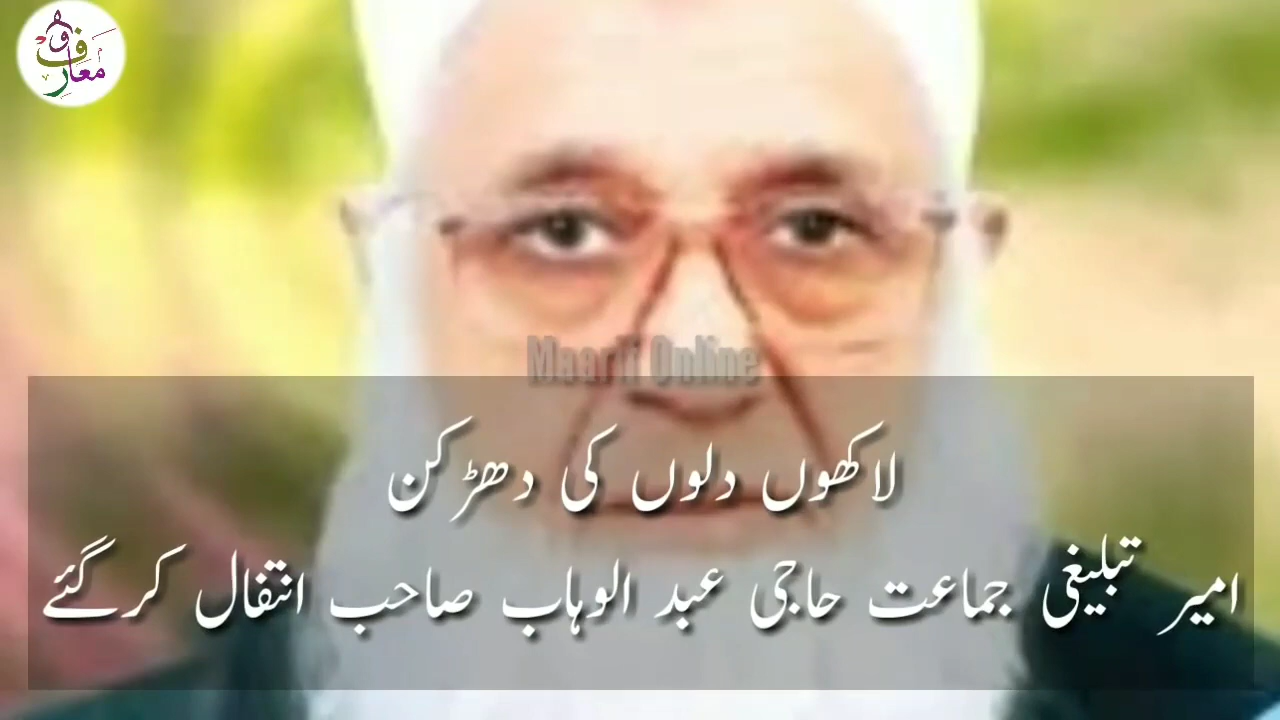 معارف
Maarif Online
لاکھوں دلوں کی دھڑکن
امیر تبلیغی جماعت حاجی عبد الوہاب صاحب انتقال کرگئے